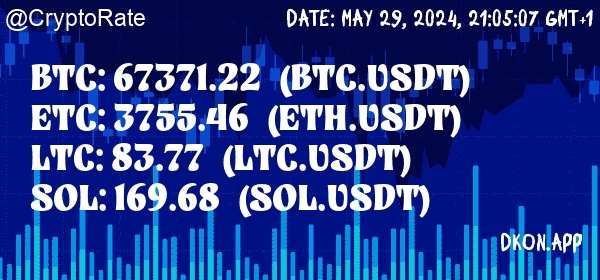 @CryptoRate
DATE: MAY 29, 2024, 21:05:07 GMT+1
BTC: 67371.22 (BTC.USDT)
ETC: 3755.46 (ETH.USDT)
LTC: 83.77 (LTC.USDT)
SOL: 169.68 (SOL.USDT)
DKON.APP